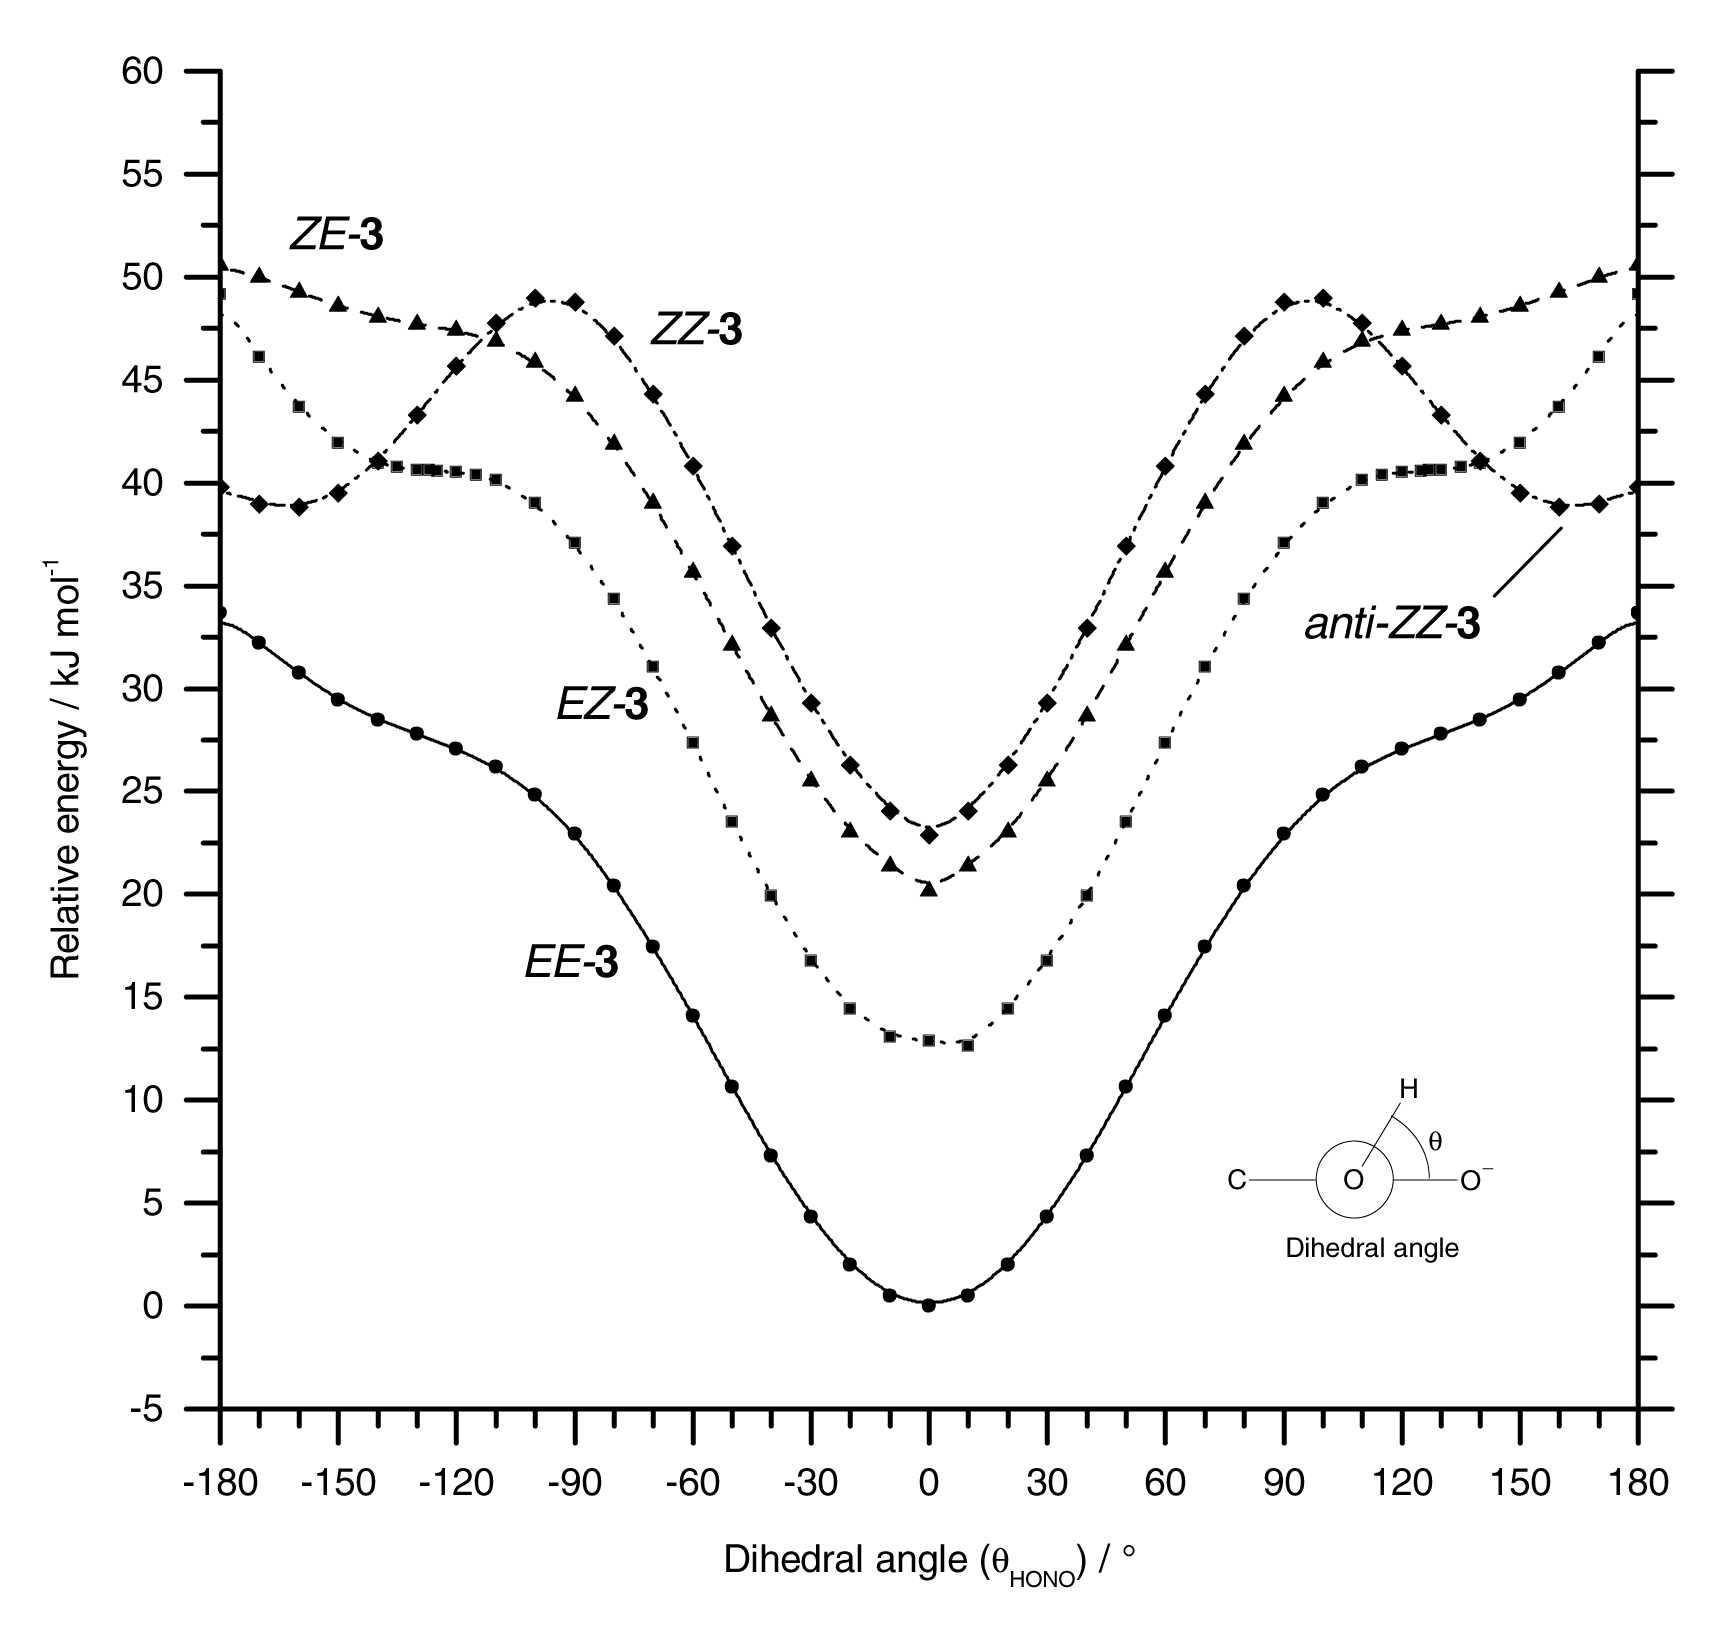 60
55
50
45
40
35
30
25
20
15
10
5
0
-5
Relative energy / kJ mol-1
ZE-3
ZZ-3
EZ-3
anti-ZZ-3
EE-3
H
θ
C
O
O−
Dihedral angle
-180 -150 -120 -90 -60 -30 0 30 60 90 120 150 180
Dihedral angle (θHONO) / °